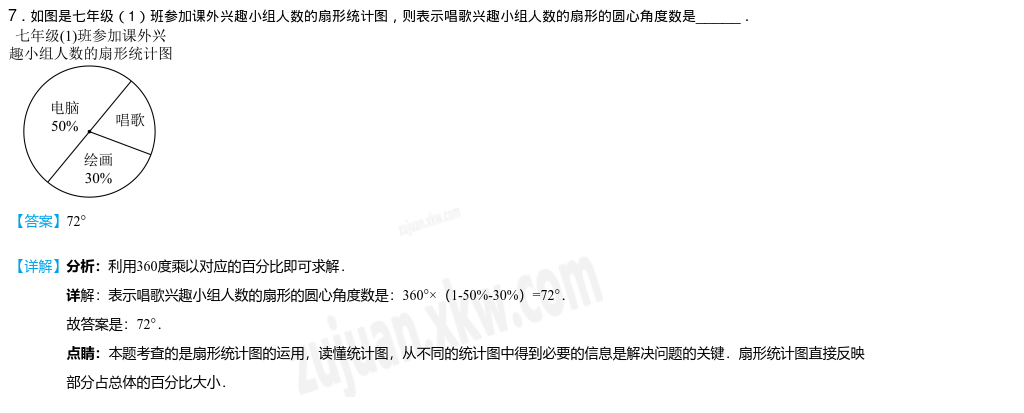 7．如图是七年级（1）班参加课外兴趣小组人数的扇形统计图，则表示唱歌兴趣小组人数的扇形的圆心角度数是______．
七年级(1)班参加课外兴
趣小组人数的扇形统计图
电脑
50%
唱歌
绘画
30%
【答案】72°
zujuan.xkw.com
【详解】分析：利用360度乘以对应的百分比即可求解．
详解：表示唱歌兴趣小组人数的扇形的圆心角度数是：360°×（1-50%-30%）=72°．
故答案是：72°．
点睛：本题考查的是扇形统计图的运用，读懂统计图，从不同的统计图中得到必要的信息是解决问题的关键．扇形统计图直接反映
部分占总体的百分比大小．
zujuan.xkw.com